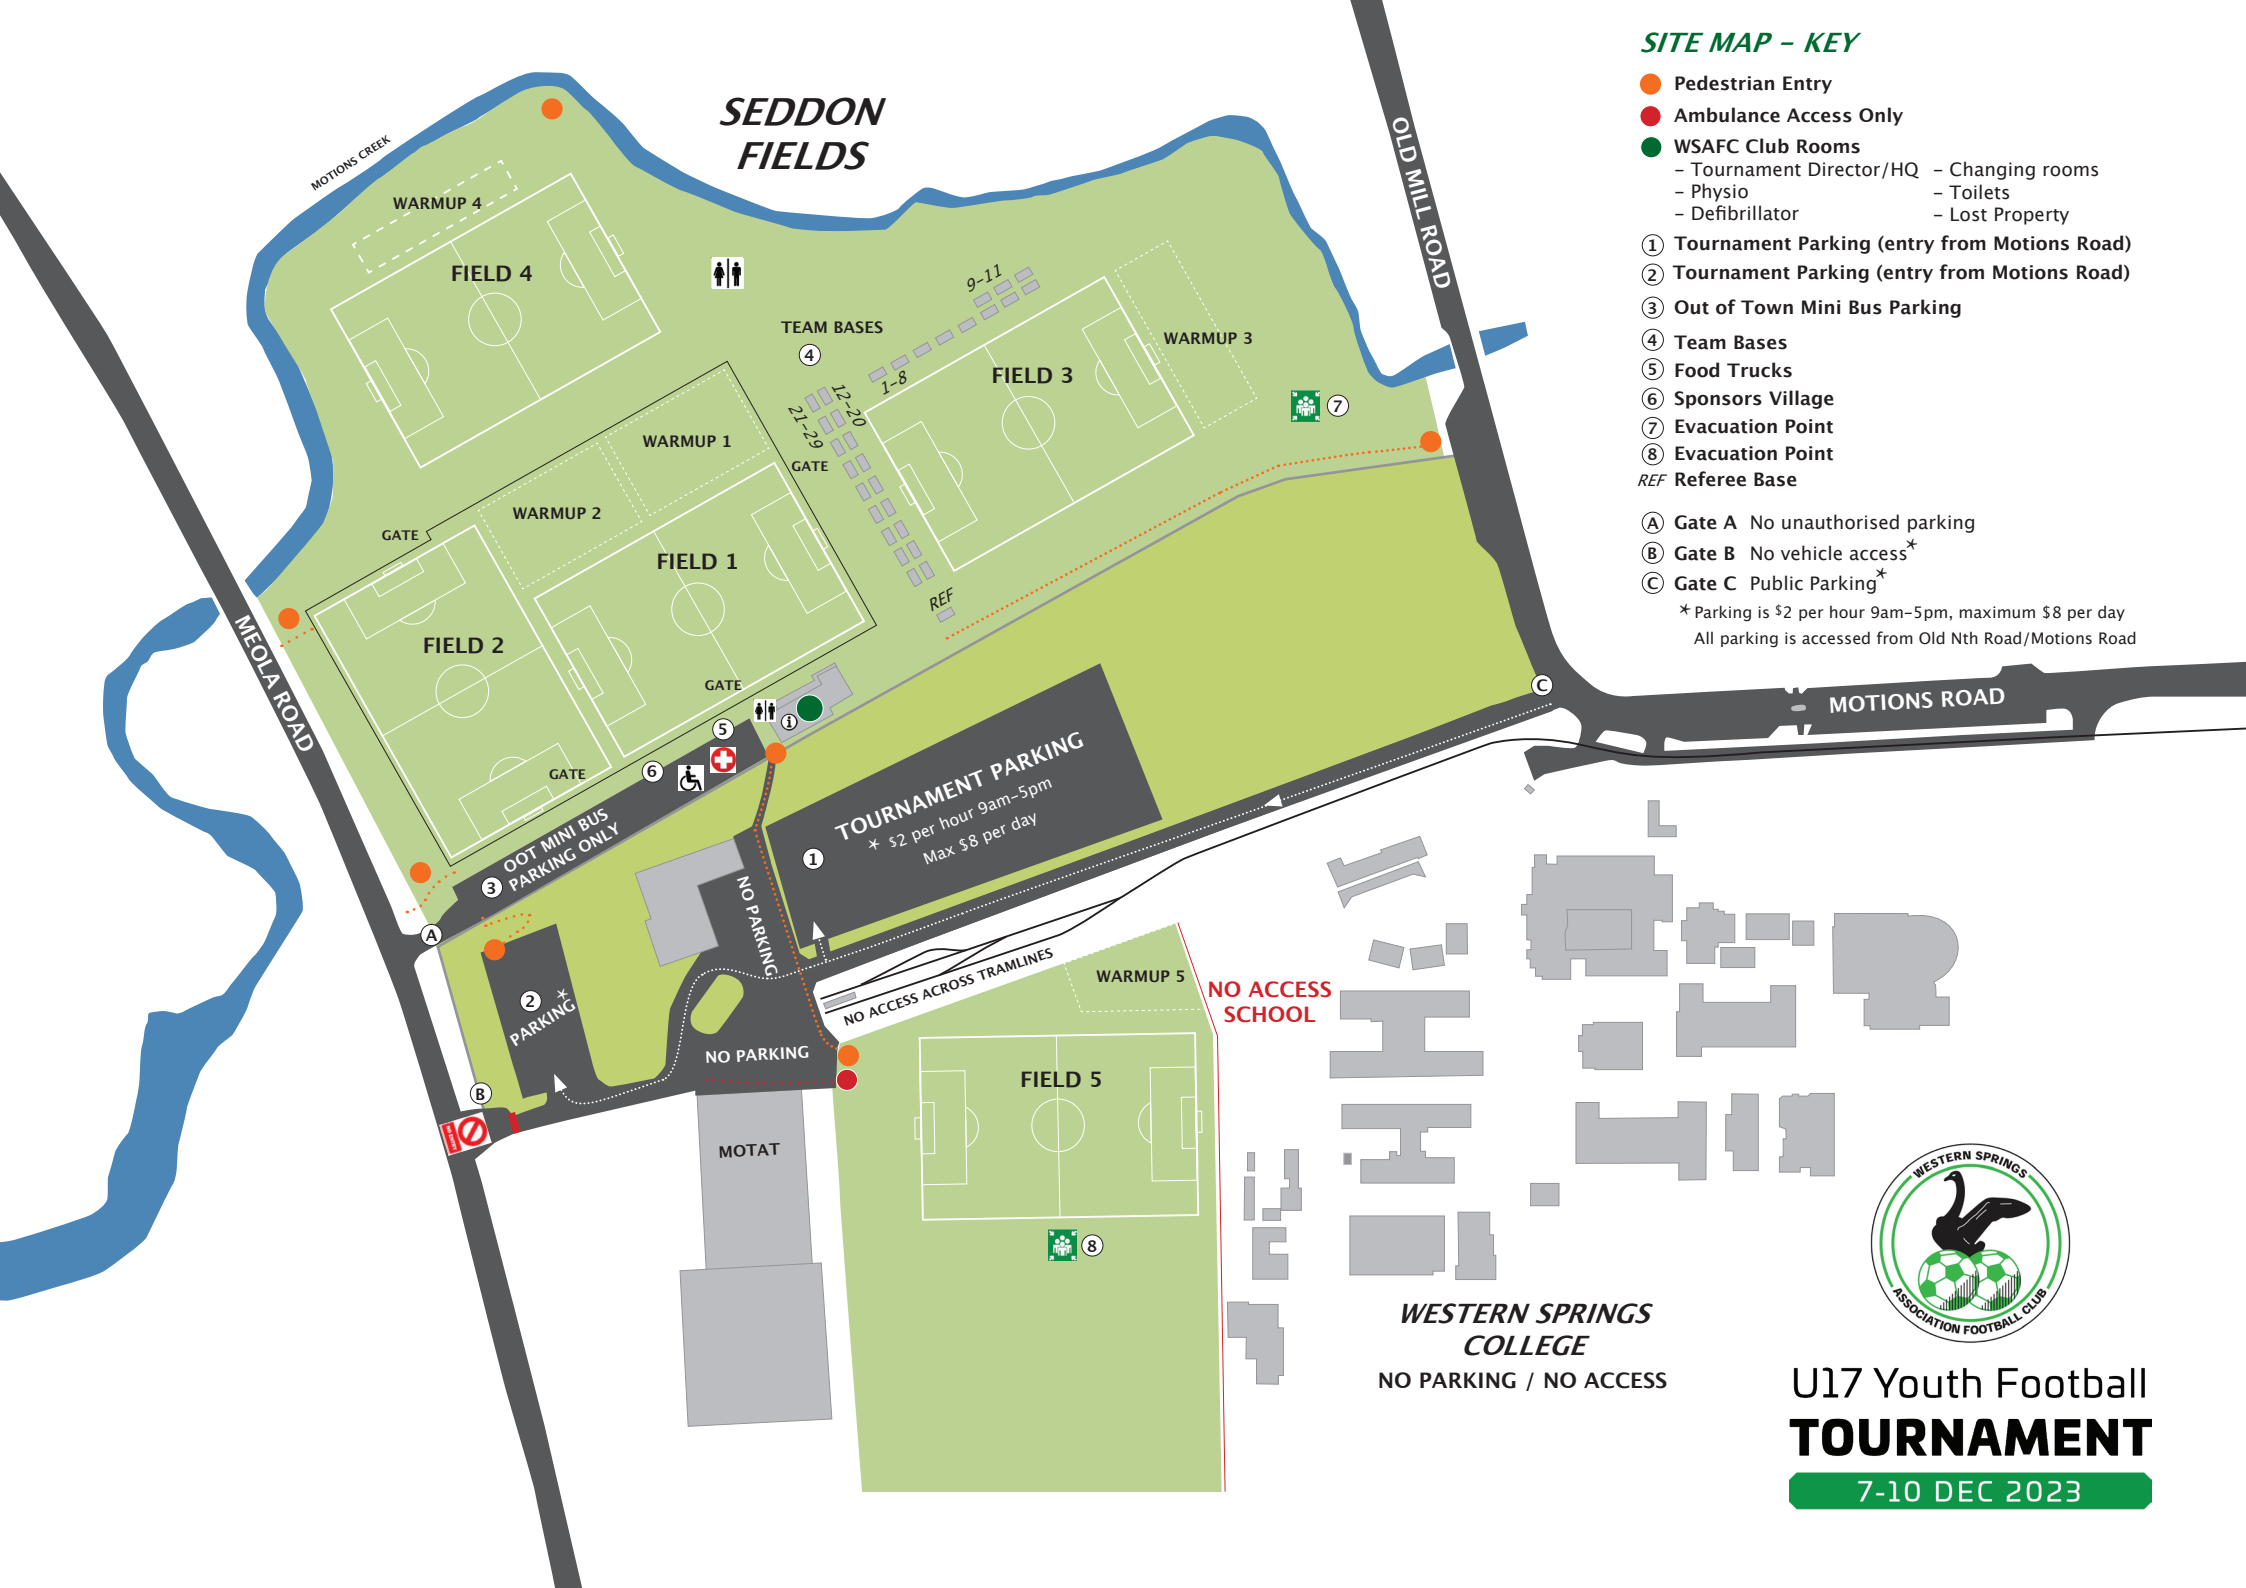 SEDDON
FIELDS
MOTIONS CREEK
WARMUP 4
FIELD 4
TEAM BASES
4
9-11
1-8
12-20
21-29
GATE
FIELD 3
WARMUP 3
7
OLD MILL ROAD
WARMUP 1
WARMUP 2
GATE
FIELD 1
FIELD 2
REF
GATE
GATE
MEOLA ROAD
i
5
6
OOT MINI BUS
PARKING ONLY
3
A
TOURNAMENT PARKING
* $2 per hour 9am-5pm
Max $8 per day
1
NO PARKING
C
MOTIONS ROAD
2
*
PARKING
B
NO ENTRY
NO PARKING
NO ACCESS ACROSS TRAMLINES
WARMUP 5
NO ACCESS
SCHOOL
FIELD 5
8
MOTAT
WESTERN SPRINGS
COLLEGE
NO PARKING / NO ACCESS
SITE MAP - KEY
Pedestrian Entry
Ambulance Access Only
WSAFC Club Rooms
- Tournament Director/HQ - Changing rooms
- Physio - Toilets
- Defibrillator - Lost Property
1 Tournament Parking (entry from Motions Road)
2 Tournament Parking (entry from Motions Road)
3 Out of Town Mini Bus Parking
4 Team Bases
5 Food Trucks
6 Sponsors Village
7 Evacuation Point
8 Evacuation Point
REF Referee Base
A Gate A No unauthorised parking
B Gate B No vehicle access*
C Gate C Public Parking*
* Parking is $2 per hour 9am-5pm, maximum $8 per day
All parking is accessed from Old Nth Road/Motions Road
WESTERN SPRINGS
ASSOCIATION FOOTBALL CLUB
U17 Youth Football
TOURNAMENT
7-10 DEC 2023